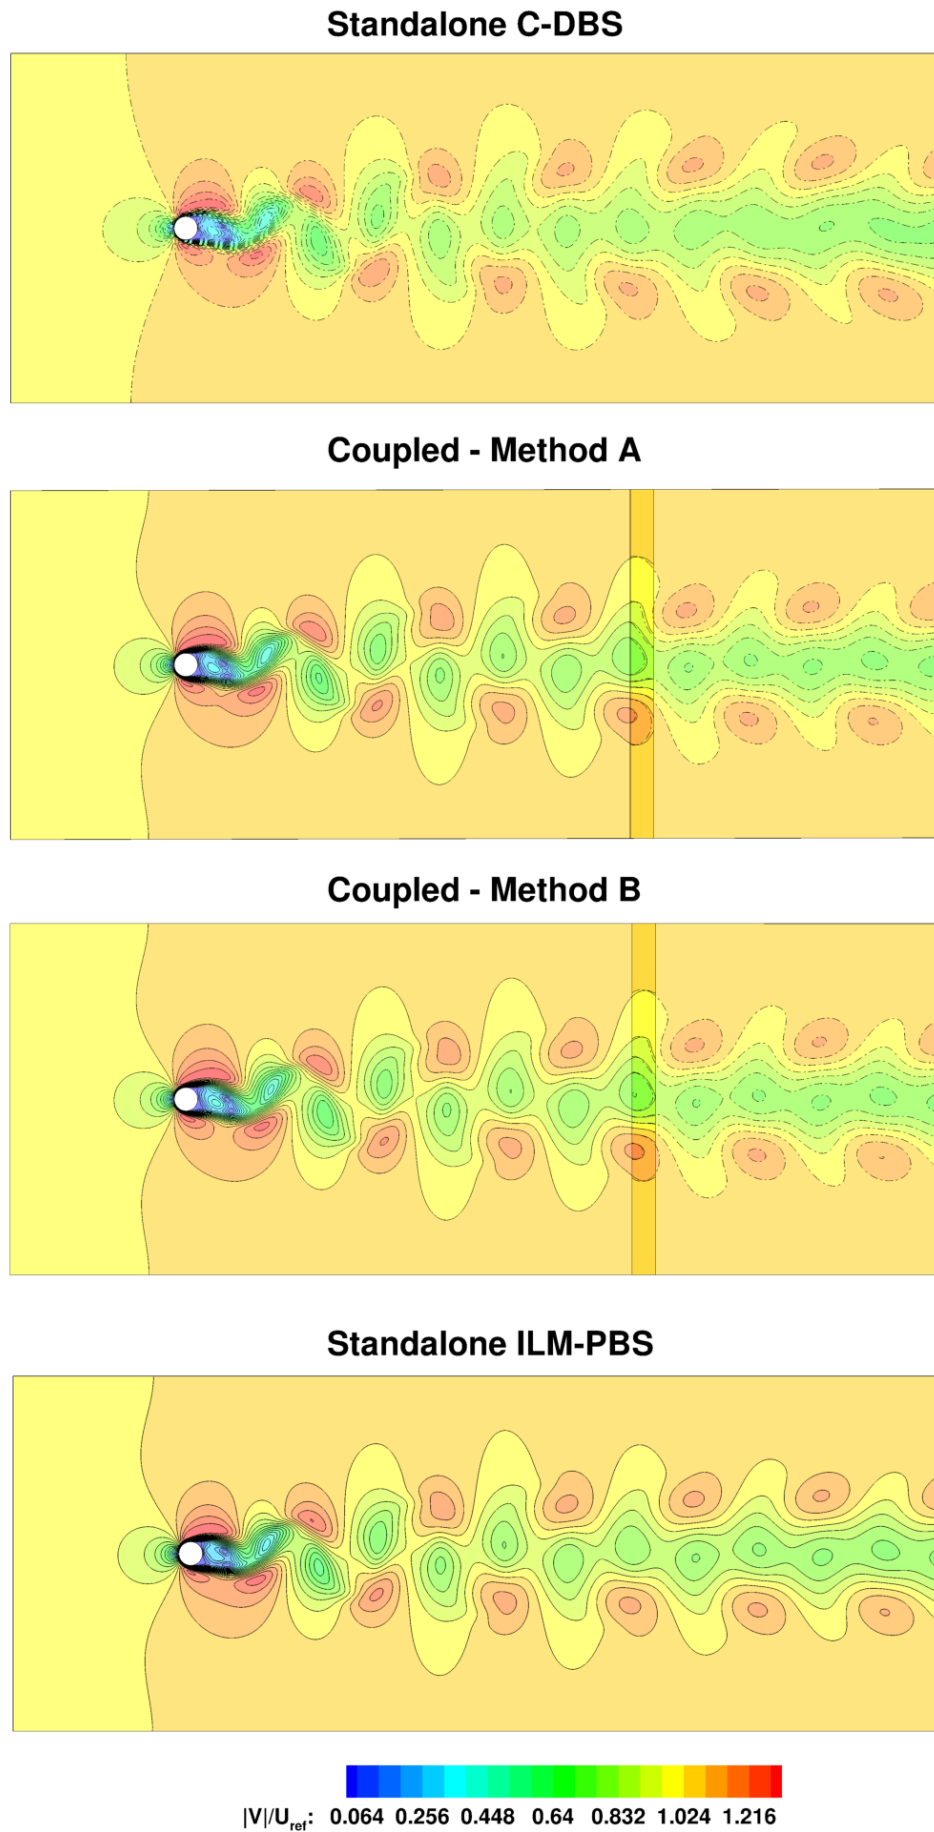 Standalone C-DBS
Coupled - Method A
Coupled - Method B
Standalone ILM-PBS
|V|/Uref: 0.064 0.256 0.448 0.64 0.832 1.024 1.216